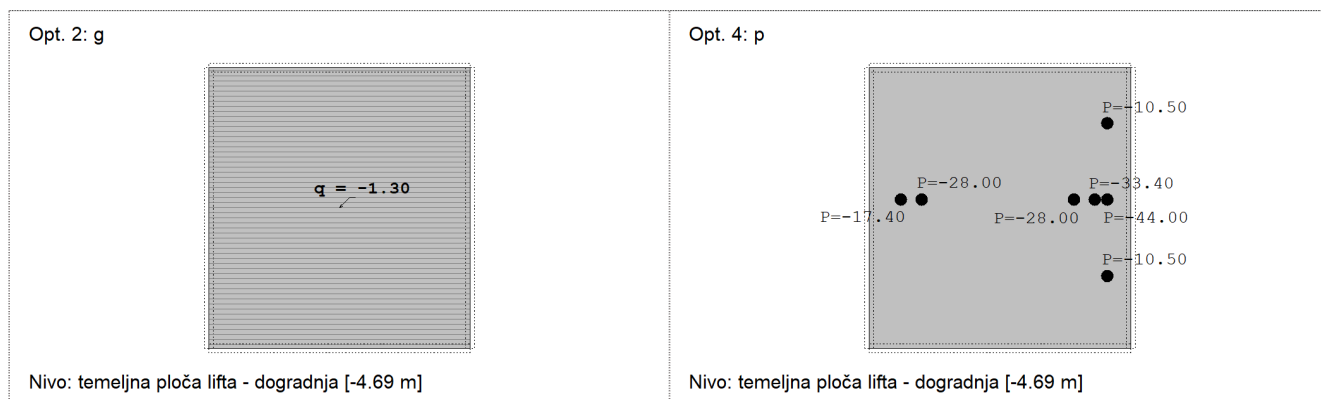 Opt. 2: g
q = -1.30
Nivo: temeljna ploča lifta - dogradnja [-4.69 m]
Opt. 4: p
P=-10.50
P=-28.00
P=-33.40
P=-17.40
P=-28.00
P=-44.00
P=-10.50
Nivo: temeljna ploča lifta - dogradnja [-4.69 m]